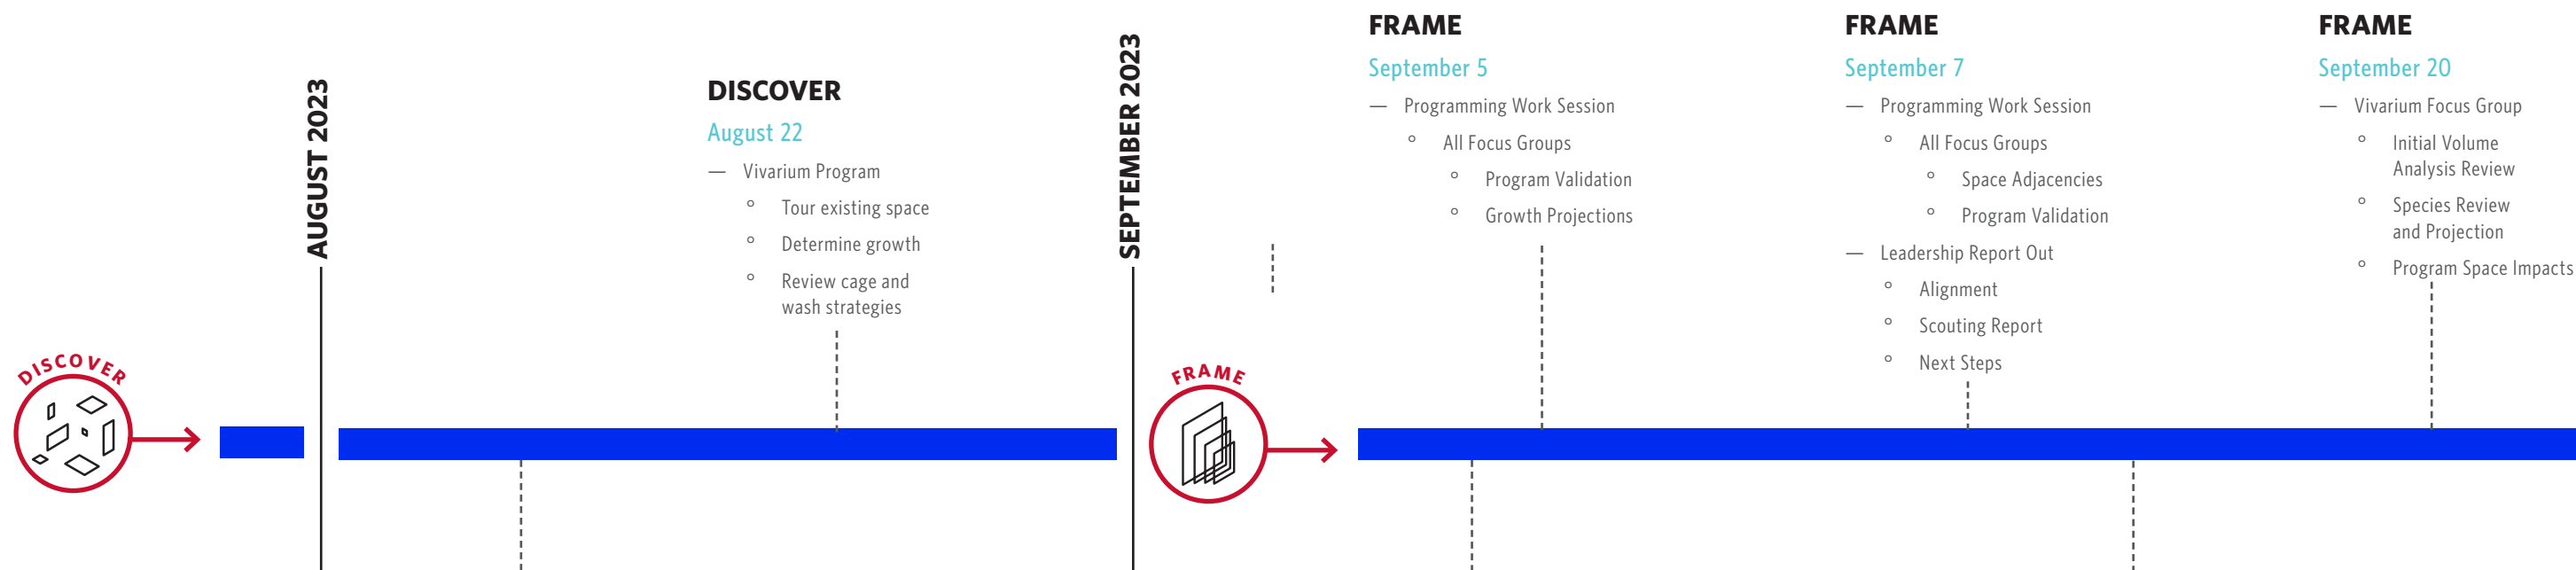 DISCOVER
AUGUST 2023
DISCOVER
August 22
— Vivarium Program
° Tour existing space
° Determine growth
° Review cage and
wash strategies
SEPTEMBER 2023
FRAME
FRAME
September 5
— Programming Work Session
° All Focus Groups
° Program Validation
° Growth Projections
FRAME
September 7
— Programming Work Session
° All Focus Groups
° Space Adjacencies
° Program Validation
— Leadership Report Out
° Alignment
° Scouting Report
° Next Steps
FRAME
September 20
— Vivarium Focus Group
° Initial Volume
Analysis Review
° Species Review
and Projection
° Program Space Impacts